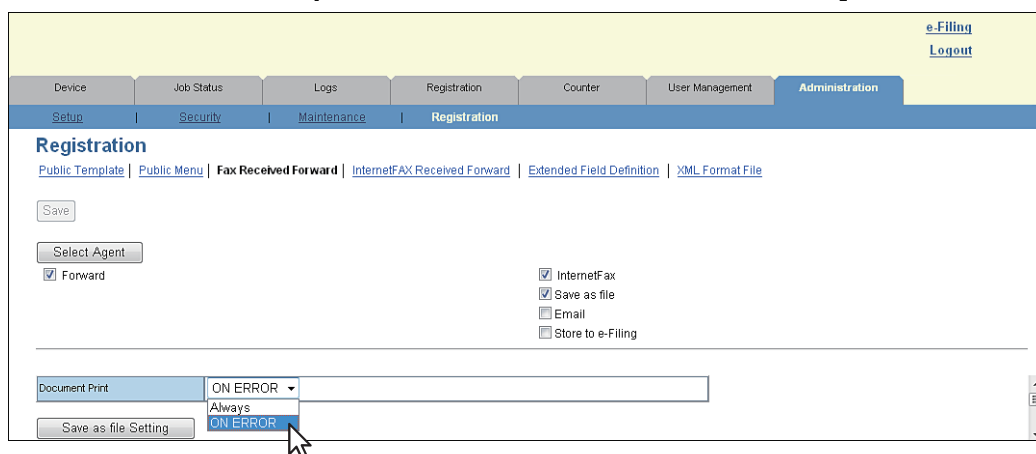 e-Filing
Logout
Device Job Status Logs Registration Counter User Management Administration
Setup | Security | Maintenance | Registration
Registration
Public Template | Public Menu | Fax Received Forward | InternetFAX Received Forward | Extended Field Definition | XML Format File
Save
Select Agent
Forward InternetFax
Save as file
Email
Store to e-Filing
Document Print ON ERROR
Always
ON ERROR
Save as file Setting